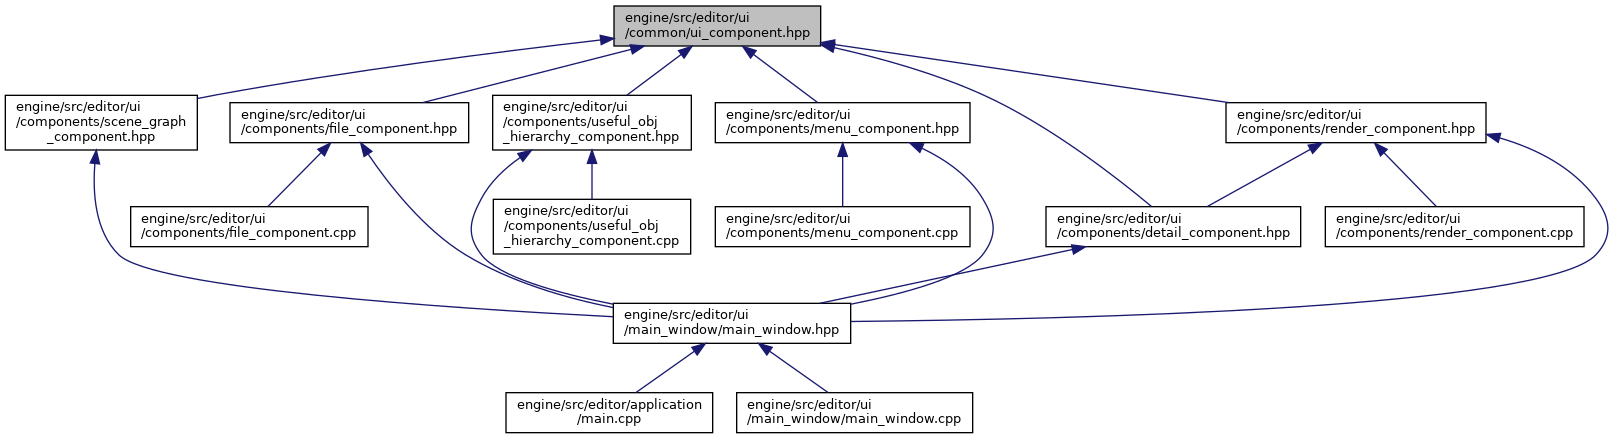 engine/src/editor/ui
/common/ui_component.hpp
engine/src/editor/ui
/components/scene_graph
_component.hpp
engine/src/editor/ui
/components/file_component.hpp
engine/src/editor/ui
/components/useful_obj
_hierarchy_component.hpp
engine/src/editor/ui
/components/menu_component.hpp
engine/src/editor/ui
/components/render_component.hpp
engine/src/editor/ui
/components/file_component.cpp
engine/src/editor/ui
/components/useful_obj
_hierarchy_component.cpp
engine/src/editor/ui
/components/menu_component.cpp
engine/src/editor/ui
/components/detail_component.hpp
engine/src/editor/ui
/components/render_component.cpp
engine/src/editor/ui
/main_window/main_window.hpp
engine/src/editor/application
/main.cpp
engine/src/editor/ui
/main_window/main_window.cpp